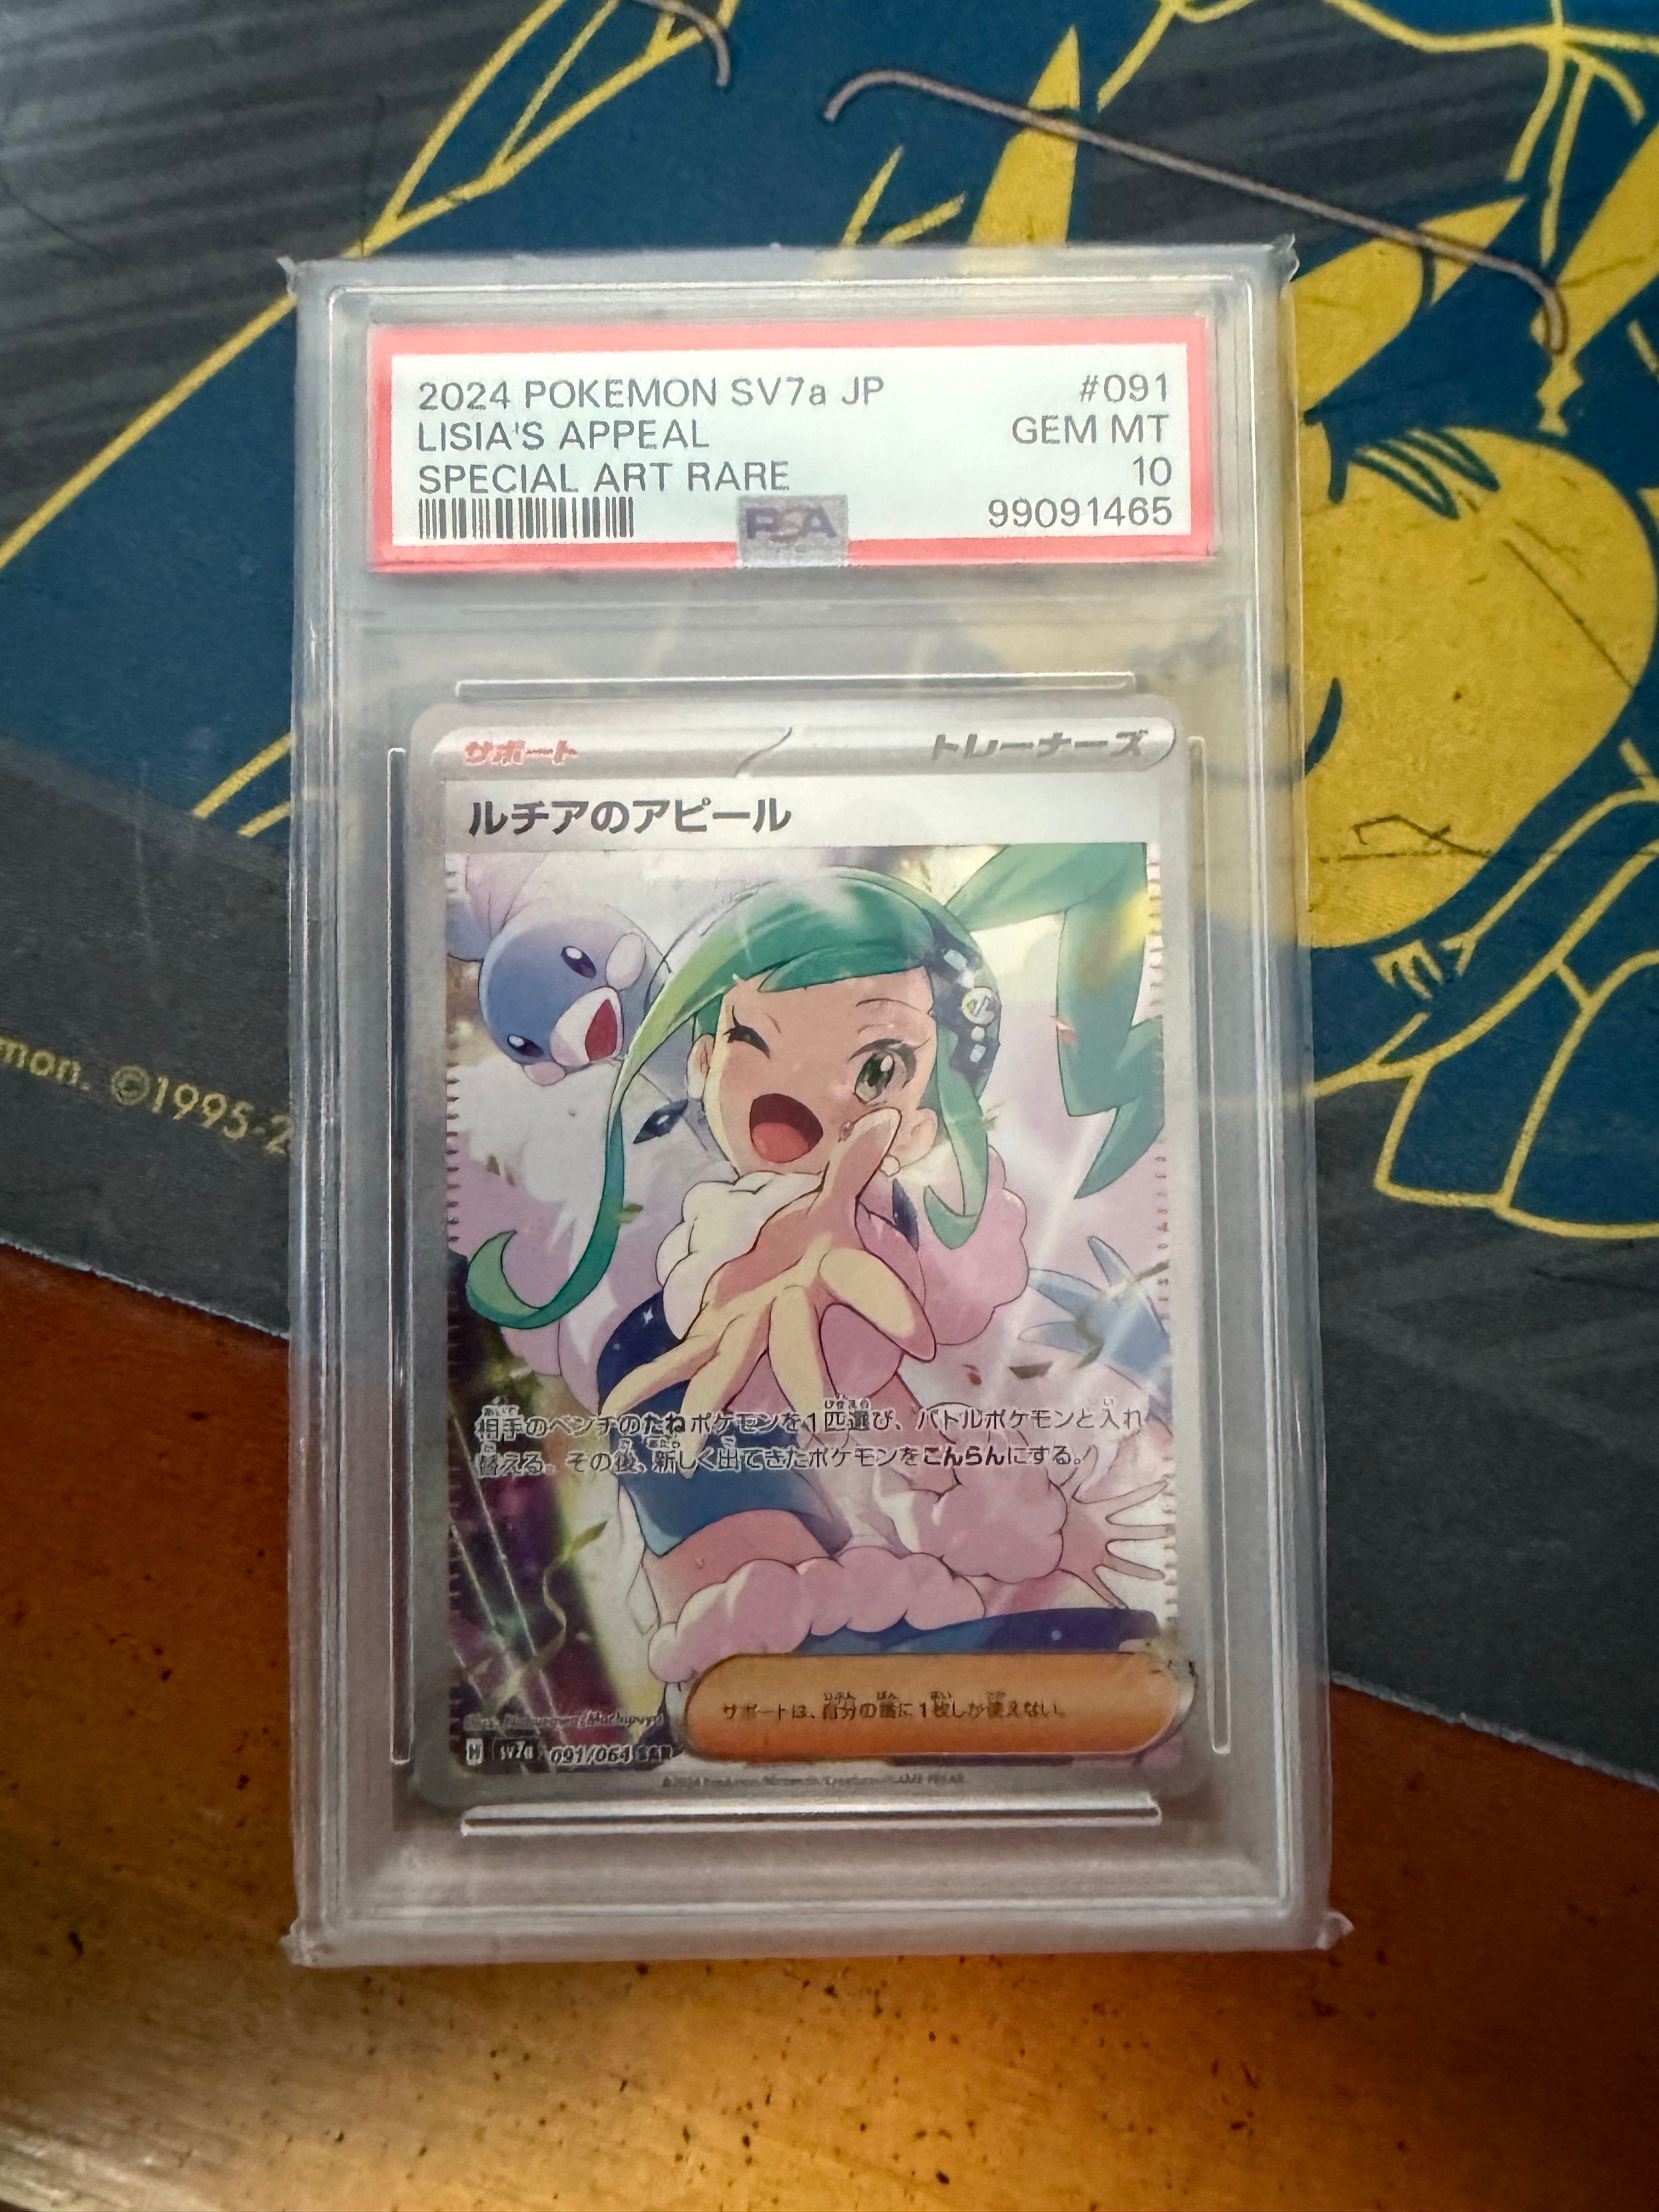 2024 POKEMON SV7a JP #091
LISIA'S APPEAL GEM MT
SPECIAL ART RARE 10
PSA 99091465
サポート トレーナーズ
ルチアのアピール
相手のベンチのたねポケモンを1匹選び、バトルポケモンと入れ
替える。その後、新しく出てきたポケモンをこんらんにする。
mon. ©1995-2
サポートは、自分の番に1枚しか使えない。
H sv7a 091/064 SAR